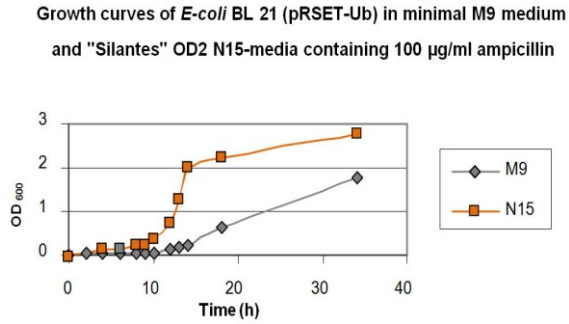 Growth curves of E-coli BL 21 (pRSET-Ub) in minimal M9 medium
and "Silantes" OD2 N15-media containing 100 µg/ml ampicillin
3
2
1
0
OD 600
0 10 20 30 40
Time (h)
M9
N15